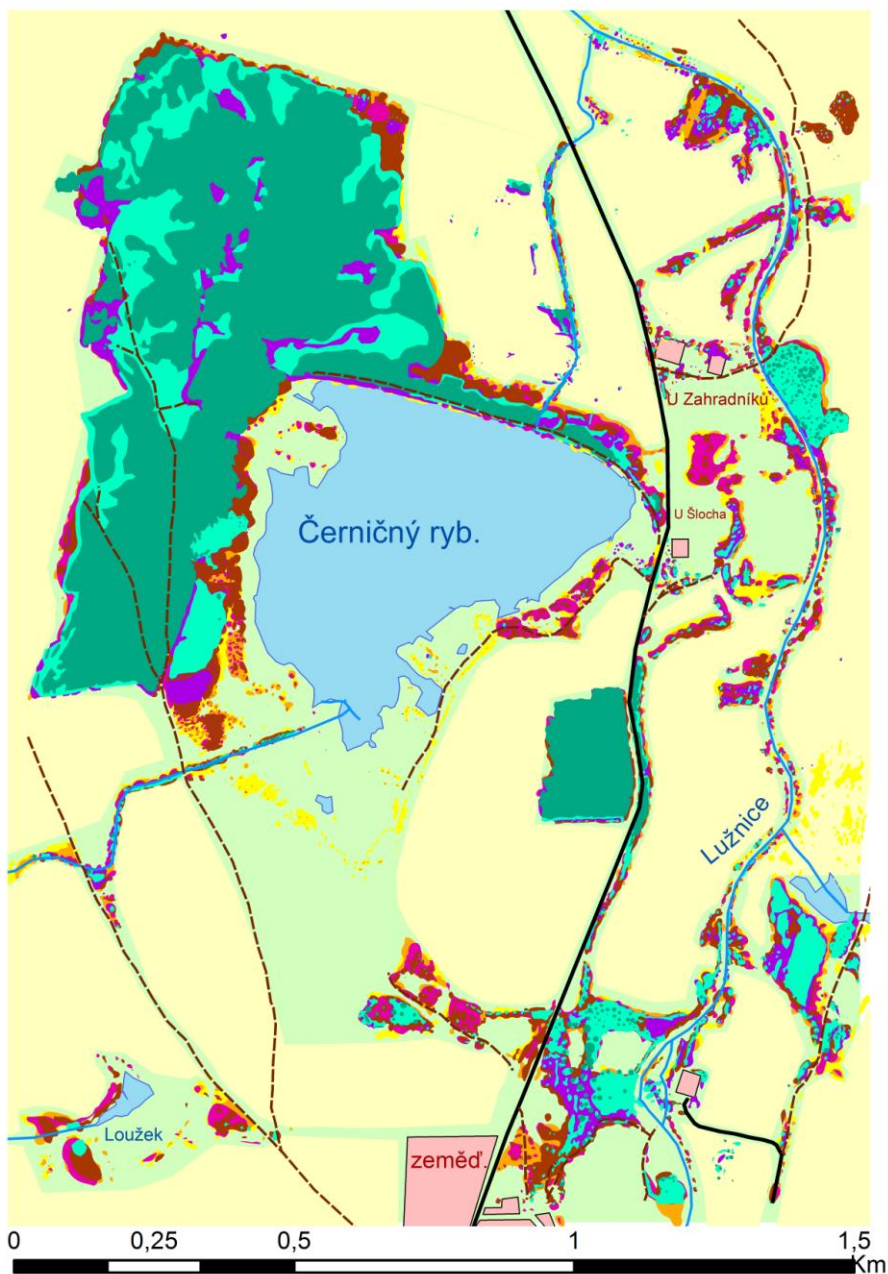 U Zahradníků
U Šlocha
Černičný ryb.
Lužnice
Loužek
zeměď.
0 0,25 0,5 1 1,5
Km